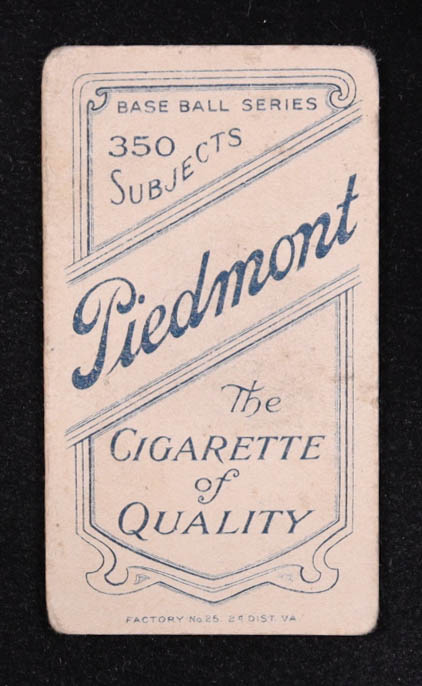 BASE BALL SERIES
350
SUBJECTS
Piedmont
The
CIGARETTE
of
QUALITY
FACTORY No 25. 2d DIST. VA